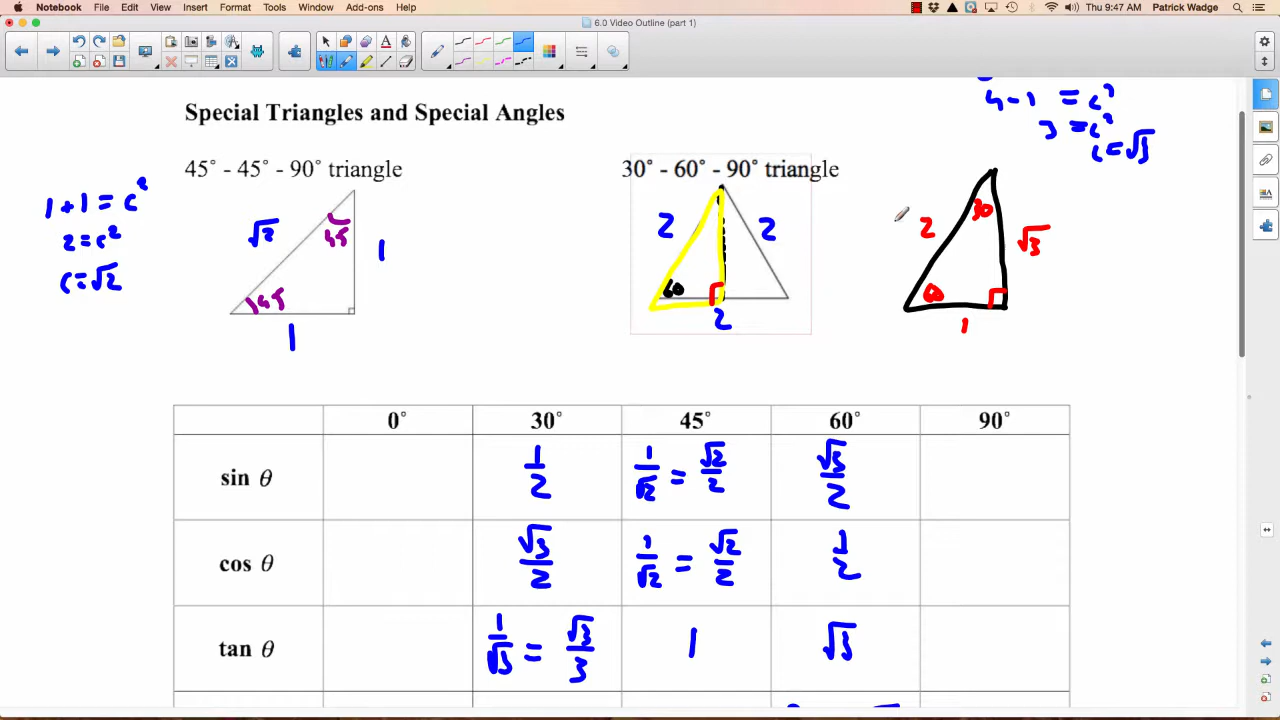 Notebook File Edit View Insert Format Tools Window Add-ons Help Thu 9:47 AM Patrick Wadge
6.0 Video Outline (part 1)
Special Triangles and Special Angles
4 - 1 = c²
3 = c²
c = √3
45˚ - 45˚ - 90˚ triangle
1 + 1 = c²
2 = c²
c = √2
√2
45
45
1
1
30˚ - 60˚ - 90˚ triangle
2
2
60
2
30
2
√3
60
1
0˚ 30˚ 45˚ 60˚ 90˚
sin θ 1/2 1/√2 = √2/2 √3/2
cos θ √3/2 1/√2 = √2/2 1/2
tan θ 1/√3 = √3/3 1 √3